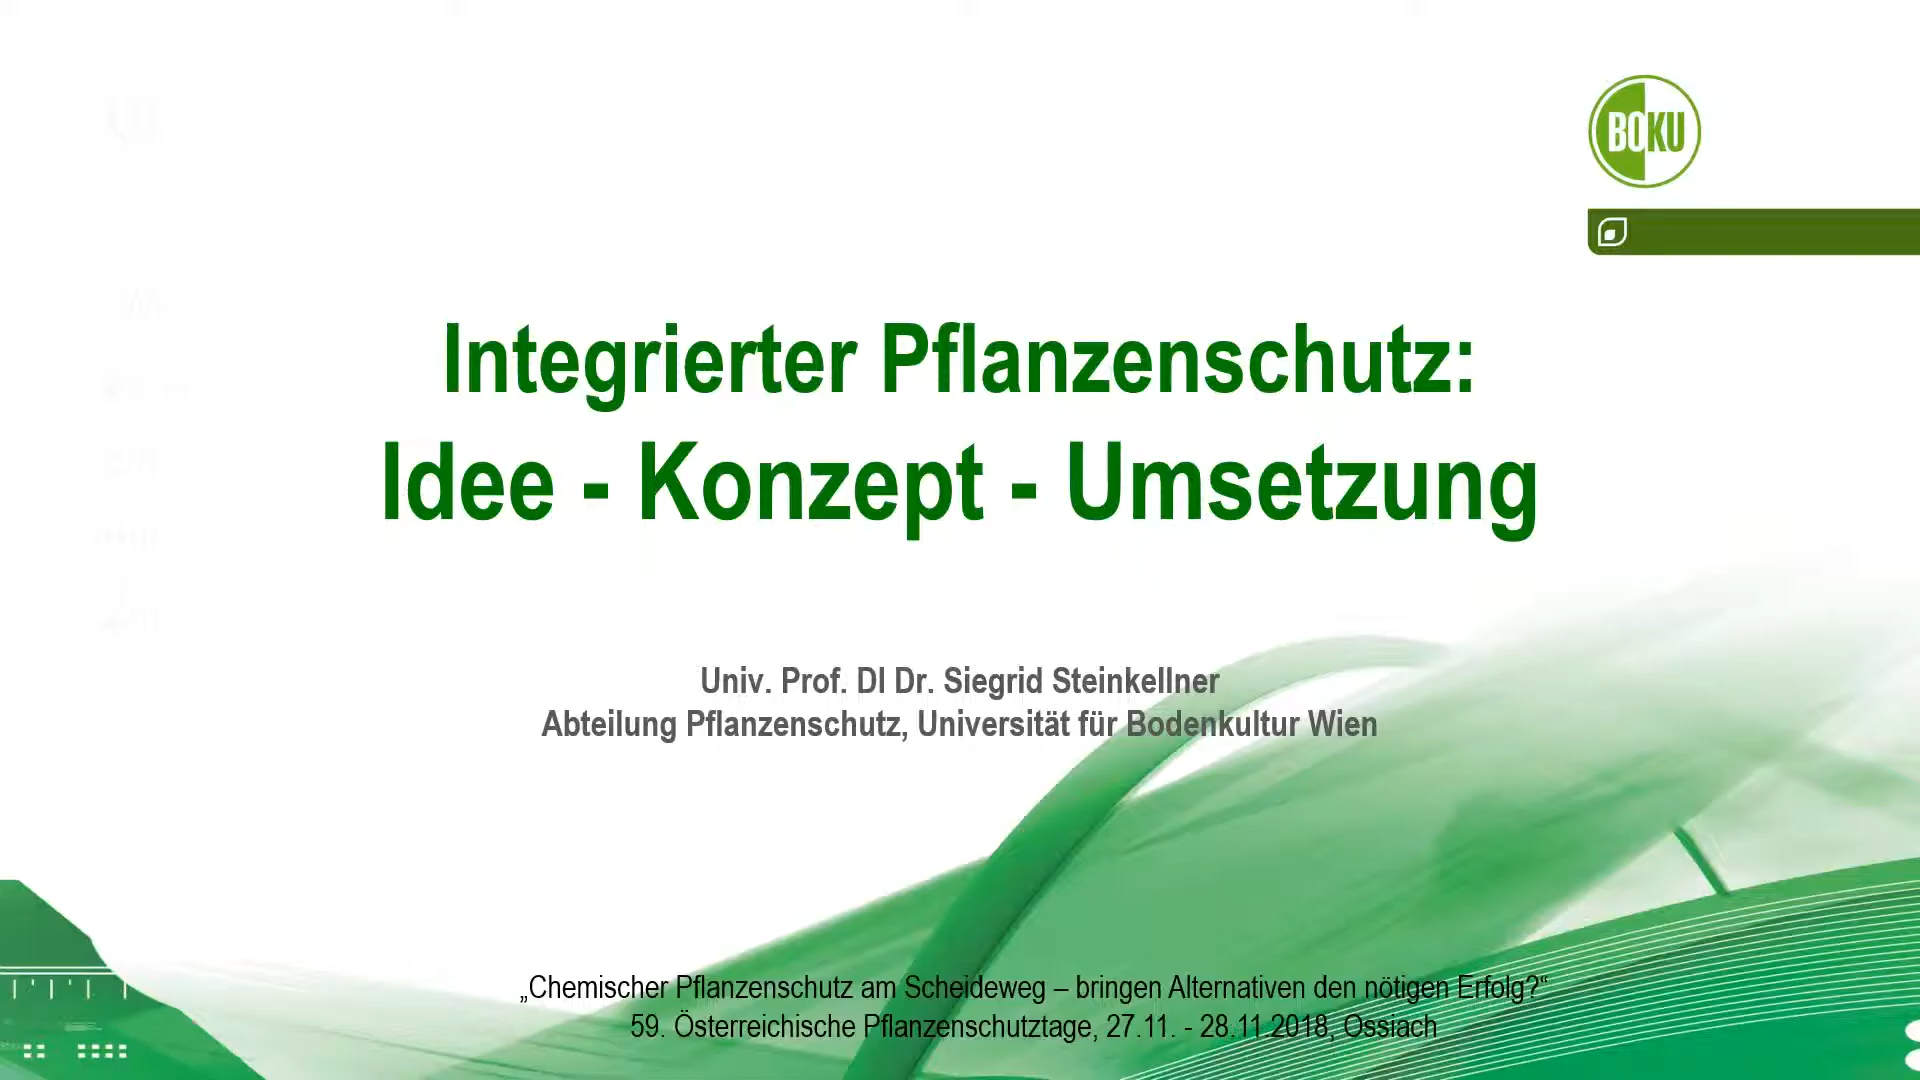 BOKU
Integrierter Pflanzenschutz:
Idee - Konzept - Umsetzung
Univ. Prof. DI Dr. Siegrid Steinkellner
Abteilung Pflanzenschutz, Universität für Bodenkultur Wien
„Chemischer Pflanzenschutz am Scheideweg – bringen Alternativen den nötigen Erfolg?“
59. Österreichische Pflanzenschutztage, 27.11. - 28.11.2018, Ossiach